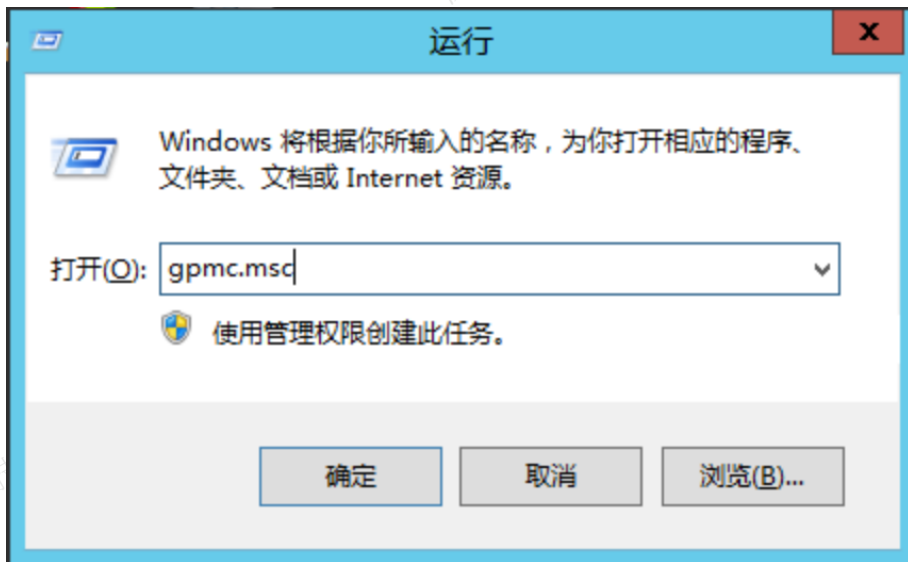 运行
Windows 将根据你所输入的名称，为你打开相应的程序、
文件夹、文档或 Internet 资源。
打开(O): gpmc.msc
使用管理权限创建此任务。
确定 取消 浏览(B)...